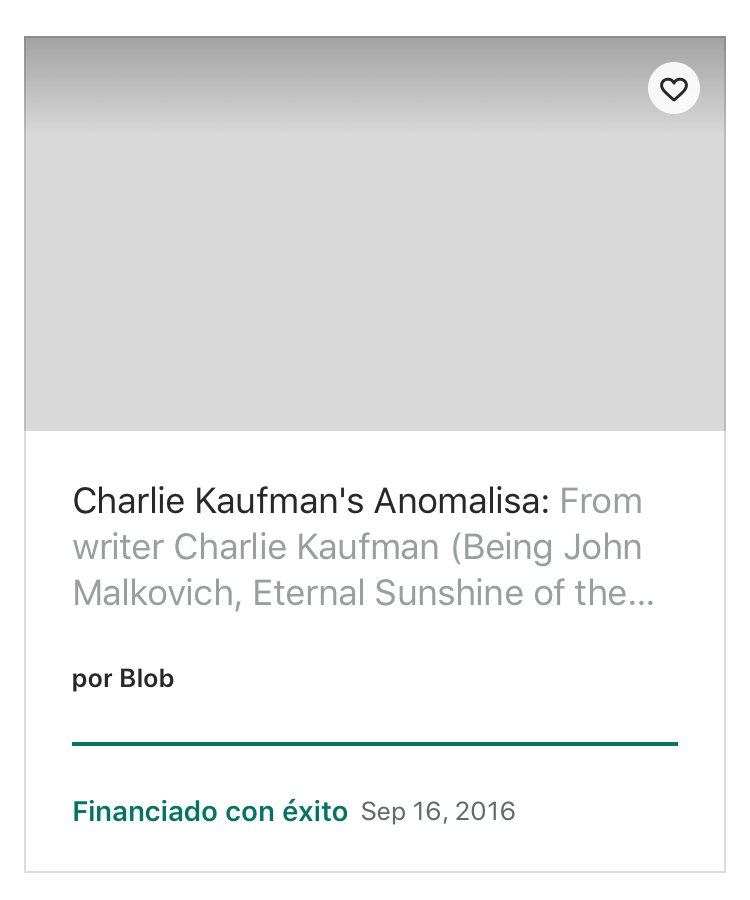 Charlie Kaufman's Anomalisa: From
writer Charlie Kaufman (Being John
Malkovich, Eternal Sunshine of the...
por Blob
Financiado con éxito Sep 16, 2016